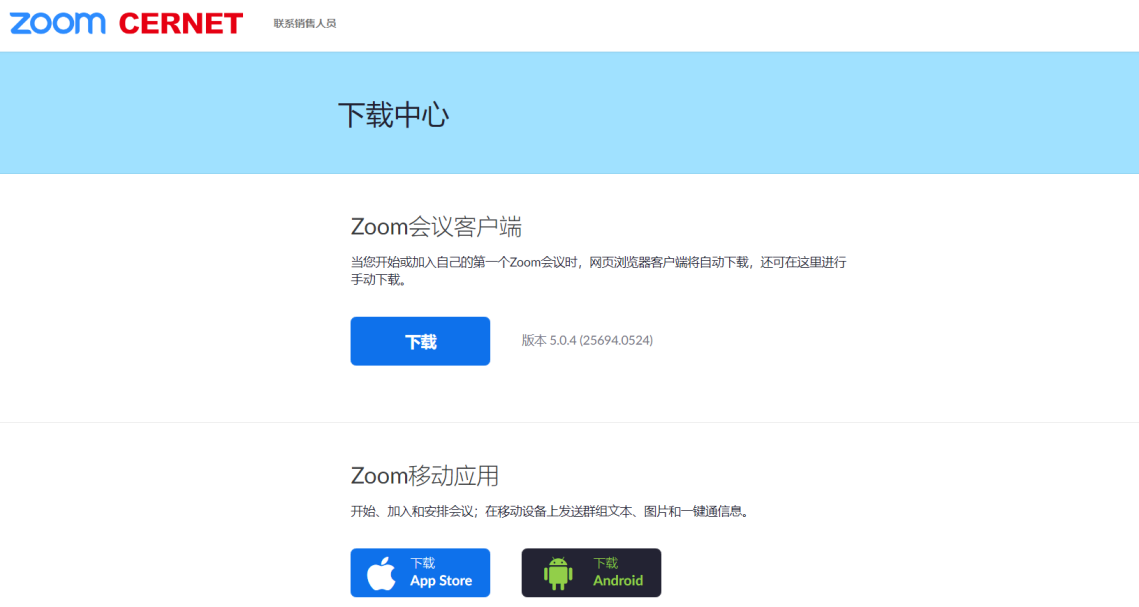 zoom CERNET 联系销售人员
下载中心
Zoom会议客户端
当您开始或加入自己的第一个Zoom会议时，网页浏览器客户端将自动下载，还可在这里进行
手动下载。
下载 版本 5.0.4 (25694.0524)
Zoom移动应用
开始、加入和安排会议；在移动设备上发送群组文本、图片和一键通信息。
下载
App Store
下载
Android